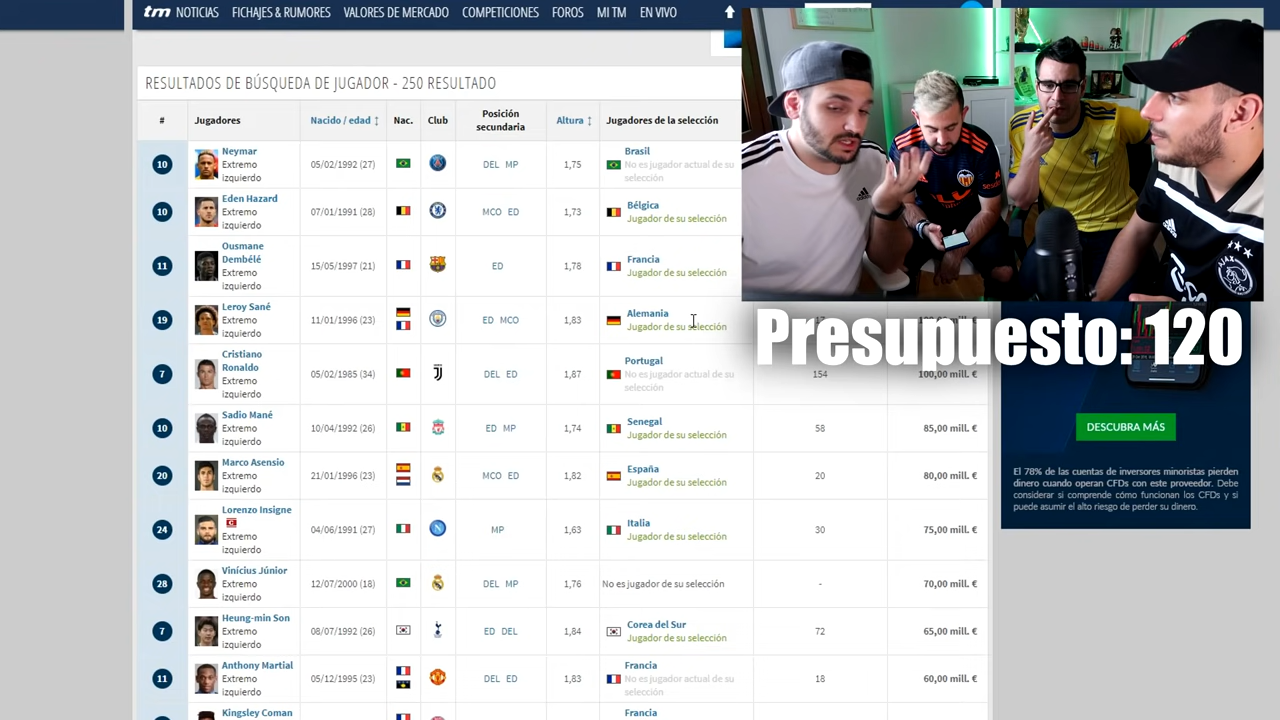 tm NOTICIAS FICHAJES & RUMORES VALORES DE MERCADO COMPETICIONES FOROS MI TM EN VIVO
RESULTADOS DE BÚSQUEDA DE JUGADOR - 250 RESULTADO
# Jugadores Nacido / edad Nac. Club Posición secundaria Altura Jugadores de la selección
10 Neymar Extremo izquierdo 05/02/1992 (27) DEL MP 1,75 Brasil No es jugador actual de su selección
10 Eden Hazard Extremo izquierdo 07/01/1991 (28) MCO ED 1,73 Bélgica Jugador de su selección
11 Ousmane Dembélé Extremo izquierdo 15/05/1997 (21) ED 1,78 Francia Jugador de su selección
19 Leroy Sané Extremo izquierdo 11/01/1996 (23) ED MCO 1,83 Alemania Jugador de su selección
7 Cristiano Ronaldo Extremo izquierdo 05/02/1985 (34) DEL ED 1,87 Portugal No es jugador actual de su selección 154 100,00 mill. €
10 Sadio Mané Extremo izquierdo 10/04/1992 (26) ED MP 1,74 Senegal Jugador de su selección 58 85,00 mill. €
20 Marco Asensio Extremo izquierdo 21/01/1996 (23) MCO ED 1,82 España Jugador de su selección 20 80,00 mill. €
24 Lorenzo Insigne Extremo izquierdo 04/06/1991 (27) MP 1,63 Italia Jugador de su selección 30 75,00 mill. €
28 Vinícius Júnior Extremo izquierdo 12/07/2000 (18) DEL MP 1,76 No es jugador de su selección - 70,00 mill. €
7 Heung-min Son Extremo izquierdo 08/07/1992 (26) ED DEL 1,84 Corea del Sur Jugador de su selección 72 65,00 mill. €
11 Anthony Martial Extremo izquierdo 05/12/1995 (23) DEL ED 1,83 Francia No es jugador actual de su selección 18 60,00 mill. €
Kingsley Coman Francia
Presupuesto: 120
DESCUBRA MÁS
El 78% de las cuentas de inversores minoristas pierden
dinero cuando operan CFDs con este proveedor. Debe
considerar si comprende cómo funcionan los CFDs y si
puede asumir el alto riesgo de perder su dinero.
AJAX